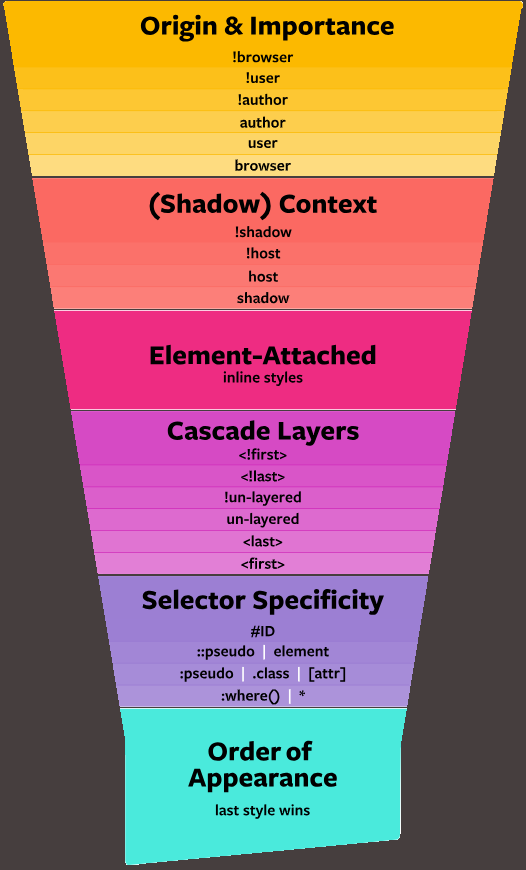 Origin & Importance
!browser
!user
!author
author
user
browser
(Shadow) Context
!shadow
!host
host
shadow
Element-Attached
inline styles
Cascade Layers
<!first>
<!last>
!un-layered
un-layered
<last>
<first>
Selector Specificity
#ID
::pseudo | element
:pseudo | .class | [attr]
:where() | *
Order of
Appearance
last style wins